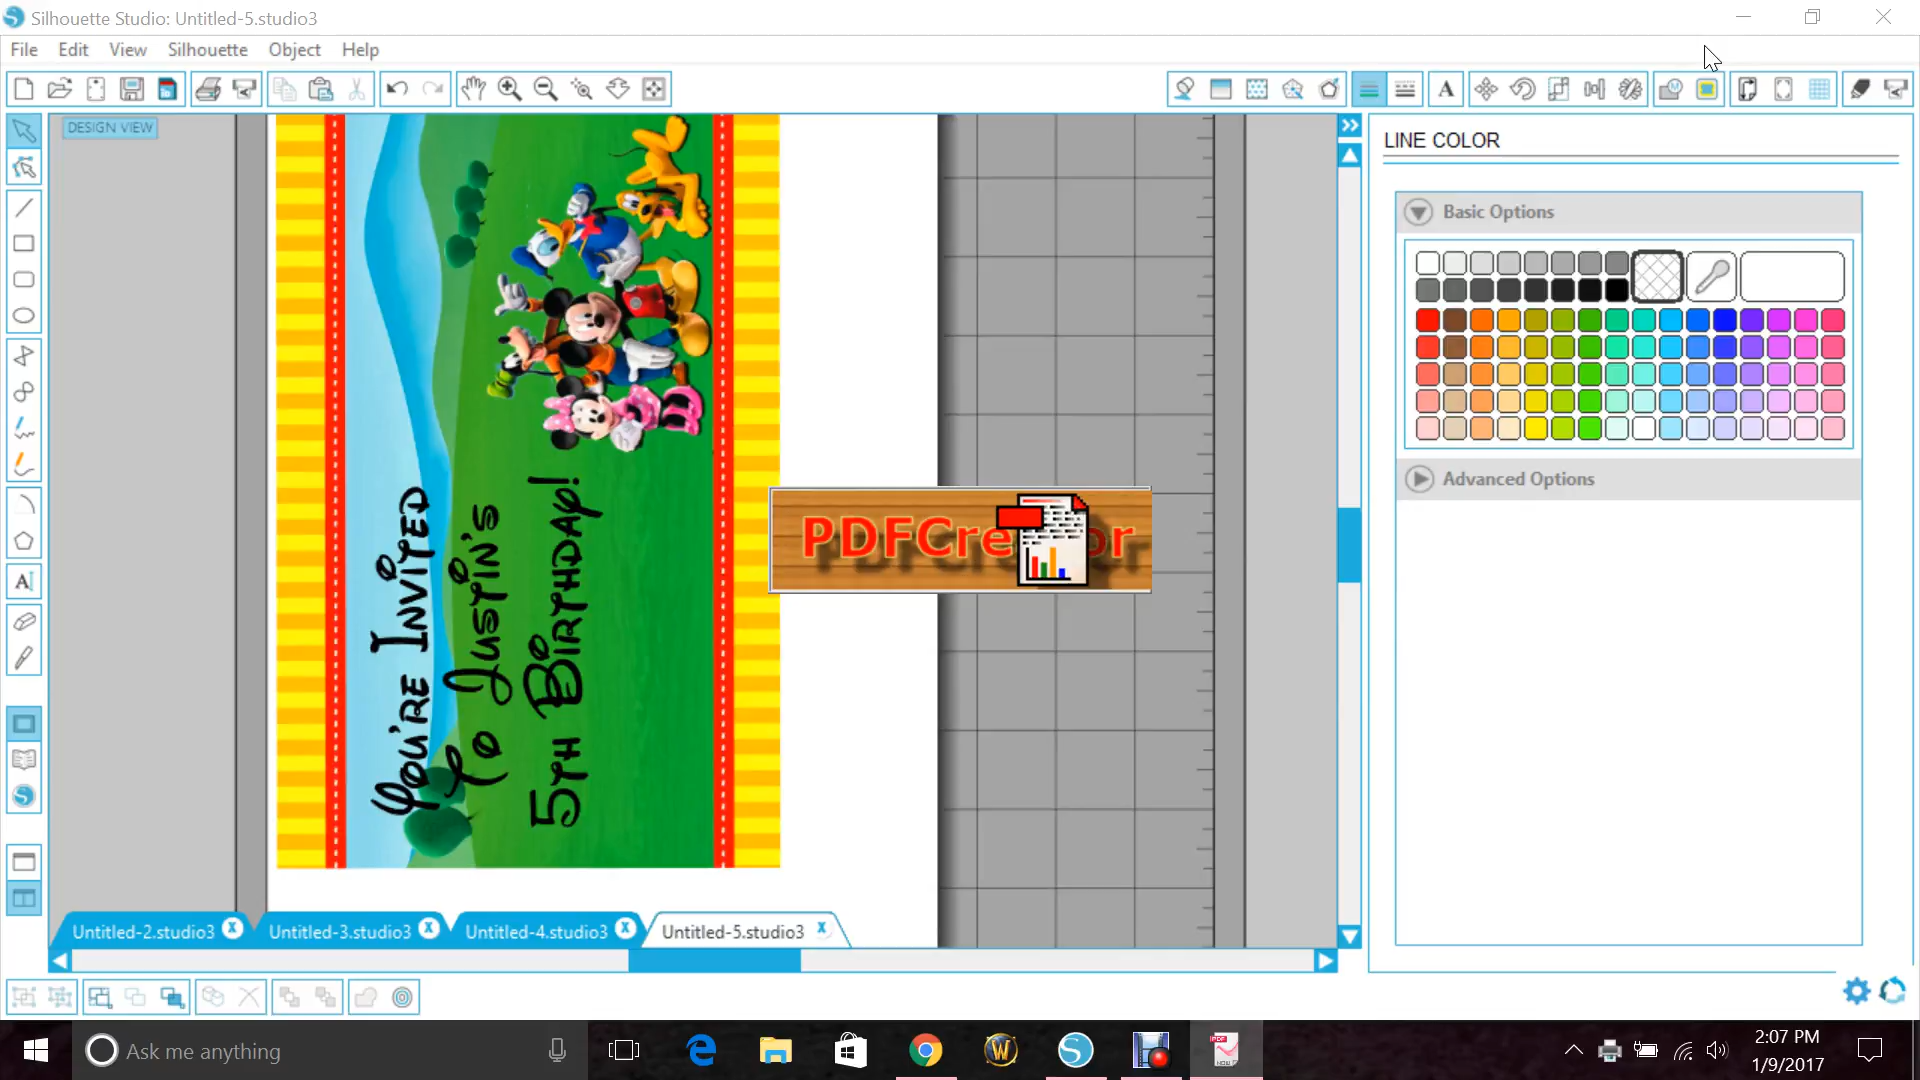 Silhouette Studio: Untitled-5.studio3
File Edit View Silhouette Object Help
DESIGN VIEW
LINE COLOR
Basic Options
Advanced Options
You're Invited
To Justin's
5th Birthday!
PDFCre or
Untitled-2.studio3 x Untitled-3.studio3 x Untitled-4.studio3 x Untitled-5.studio3 x
Ask me anything
2:07 PM
1/9/2017